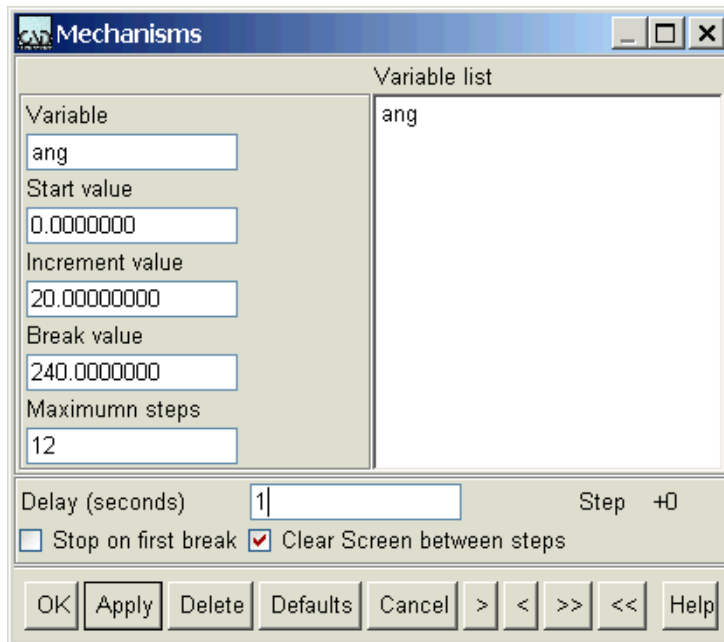 CAD Mechanisms
Variable list
Variable
ang
ang
Start value
0.0000000
Increment value
20.00000000
Break value
240.0000000
Maximumn steps
12
Delay (seconds) 1 Step +0
Stop on first break Clear Screen between steps
OK Apply Delete Defaults Cancel > < >> << Help